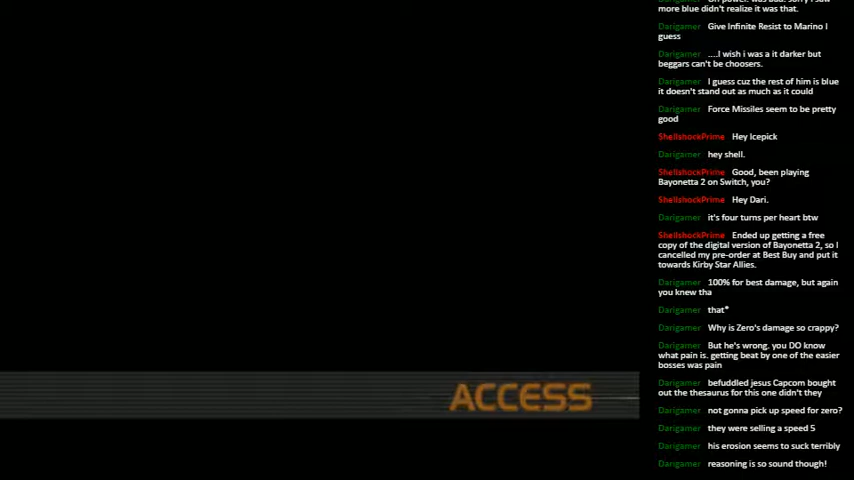 more blue didn't realize it was that.
Darigamer Give Infinite Resist to Marino I
guess
Darigamer ....I wish i was a it darker but
beggars can't be choosers.
Darigamer I guess cuz the rest of him is blue
it doesn't stand out as much as it could
Darigamer Force Missiles seem to be pretty
good
ShellshockPrime Hey Icepick
Darigamer hey shell.
ShellshockPrime Good, been playing
Bayonetta 2 on Switch, you?
ShellshockPrime Hey Dari.
Darigamer it's four turns per heart btw
ShellshockPrime Ended up getting a free
copy of the digital version of Bayonetta 2, so I
cancelled my pre-order at Best Buy and put it
towards Kirby Star Allies.
Darigamer 100% for best damage, but again
you knew tha
Darigamer that*
Darigamer Why is Zero's damage so crappy?
Darigamer But he's wrong. you DO know
what pain is. getting beat by one of the easier
bosses was pain
Darigamer befuddled jesus Capcom bought
out the thesaurus for this one didn't they
Darigamer not gonna pick up speed for zero?
Darigamer they were selling a speed 5
Darigamer his erosion seems to suck terribly
Darigamer reasoning is so sound though!
ACCESS